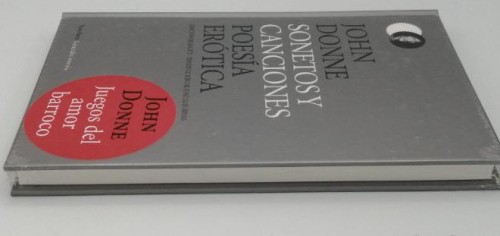 JOHN
DONNE
SONETOS Y
CANCIONES
POESÍA
ERÓTICA
JOHN
DONNE
Juegos del
amor
barroco